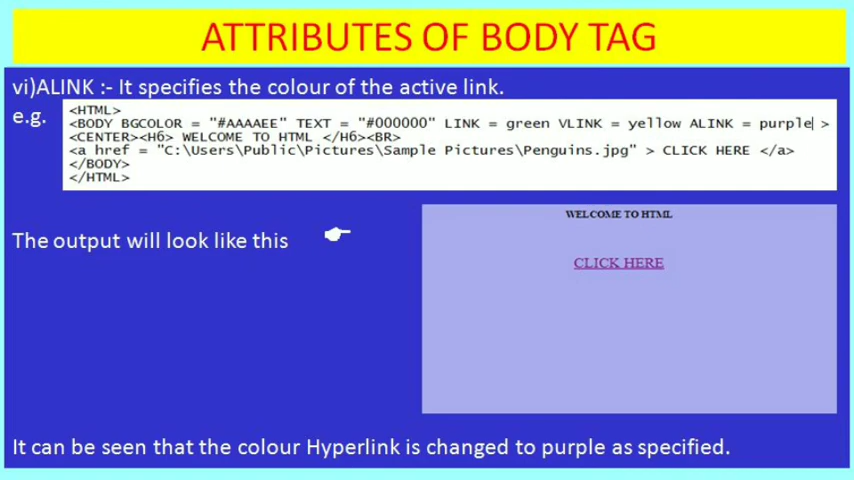 ATTRIBUTES OF BODY TAG
vi)ALINK :- It specifies the colour of the active link.
e.g.
<HTML>
<BODY BGCOLOR = "#AAAAEE" TEXT = "#000000" LINK = green VLINK = yellow ALINK = purple >
<CENTER><H6> WELCOME TO HTML </H6><BR>
<a href = "C:\Users\Public\Pictures\Sample Pictures\Penguins.jpg" > CLICK HERE </a>
</BODY>
</HTML>
The output will look like this
WELCOME TO HTML
CLICK HERE
It can be seen that the colour Hyperlink is changed to purple as specified.